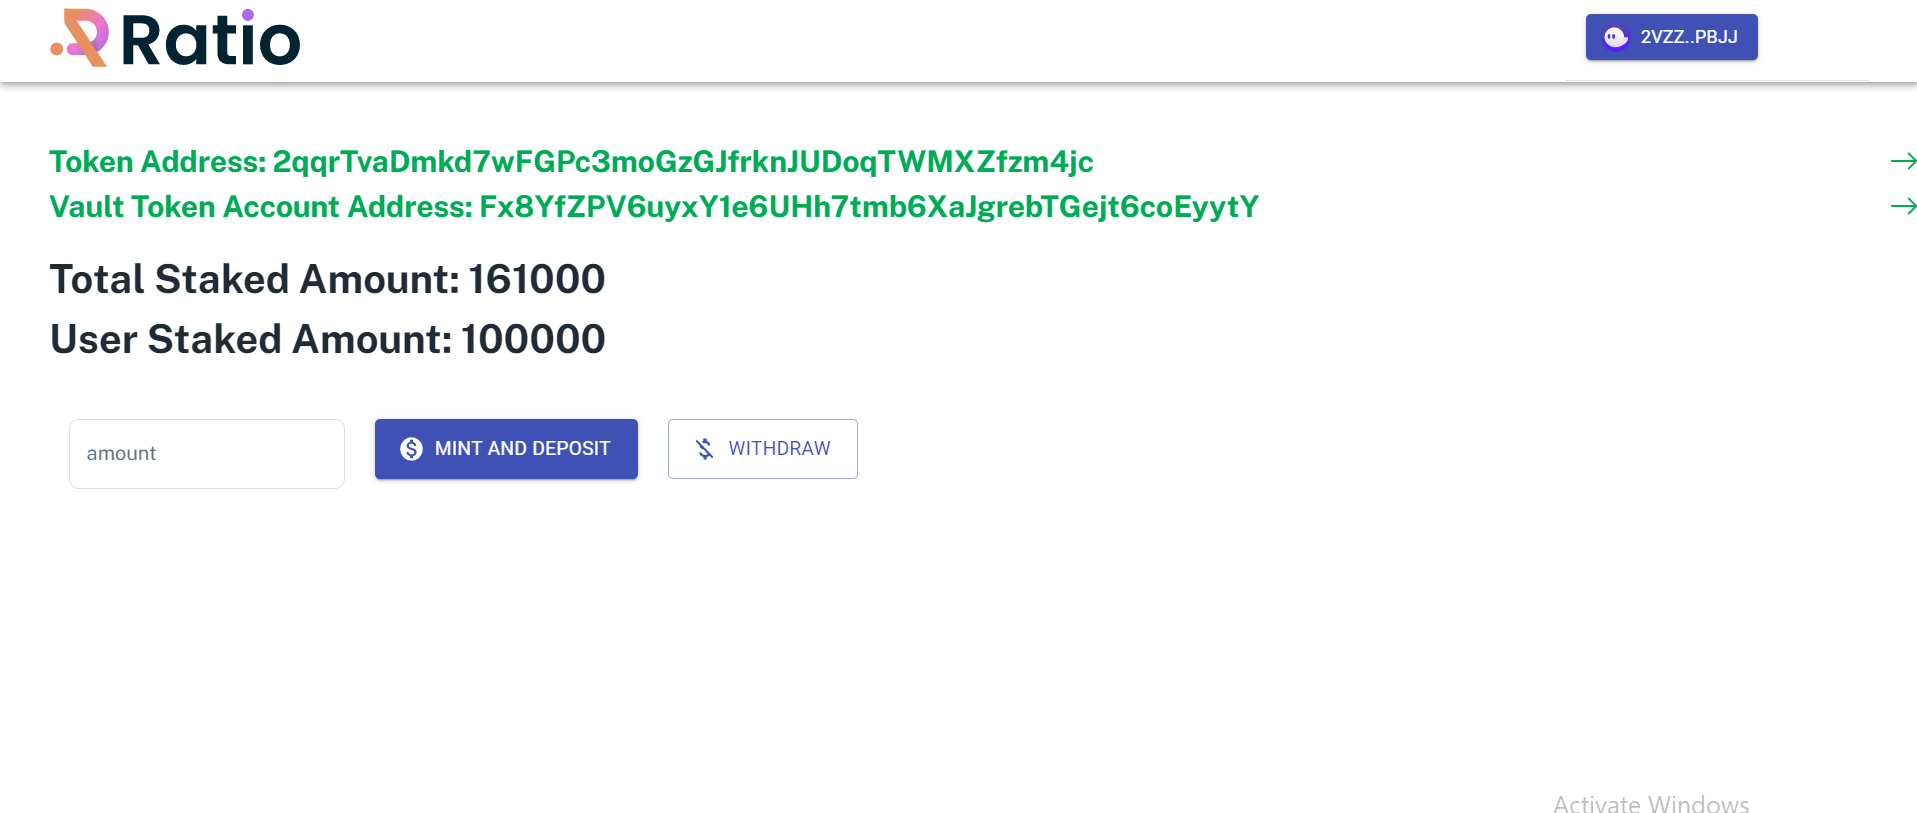 Ratio
2VZZ..PBJJ
Token Address: 2qqrTvaDmkd7wFGPc3moGzGJfrknJUDoqTWMXZfzm4jc
Vault Token Account Address: Fx8YfZPV6uyxY1e6UHh7tmb6XaJgrebTGejt6coEyytY
Total Staked Amount: 161000
User Staked Amount: 100000
amount
MINT AND DEPOSIT
WITHDRAW
Activate Windows